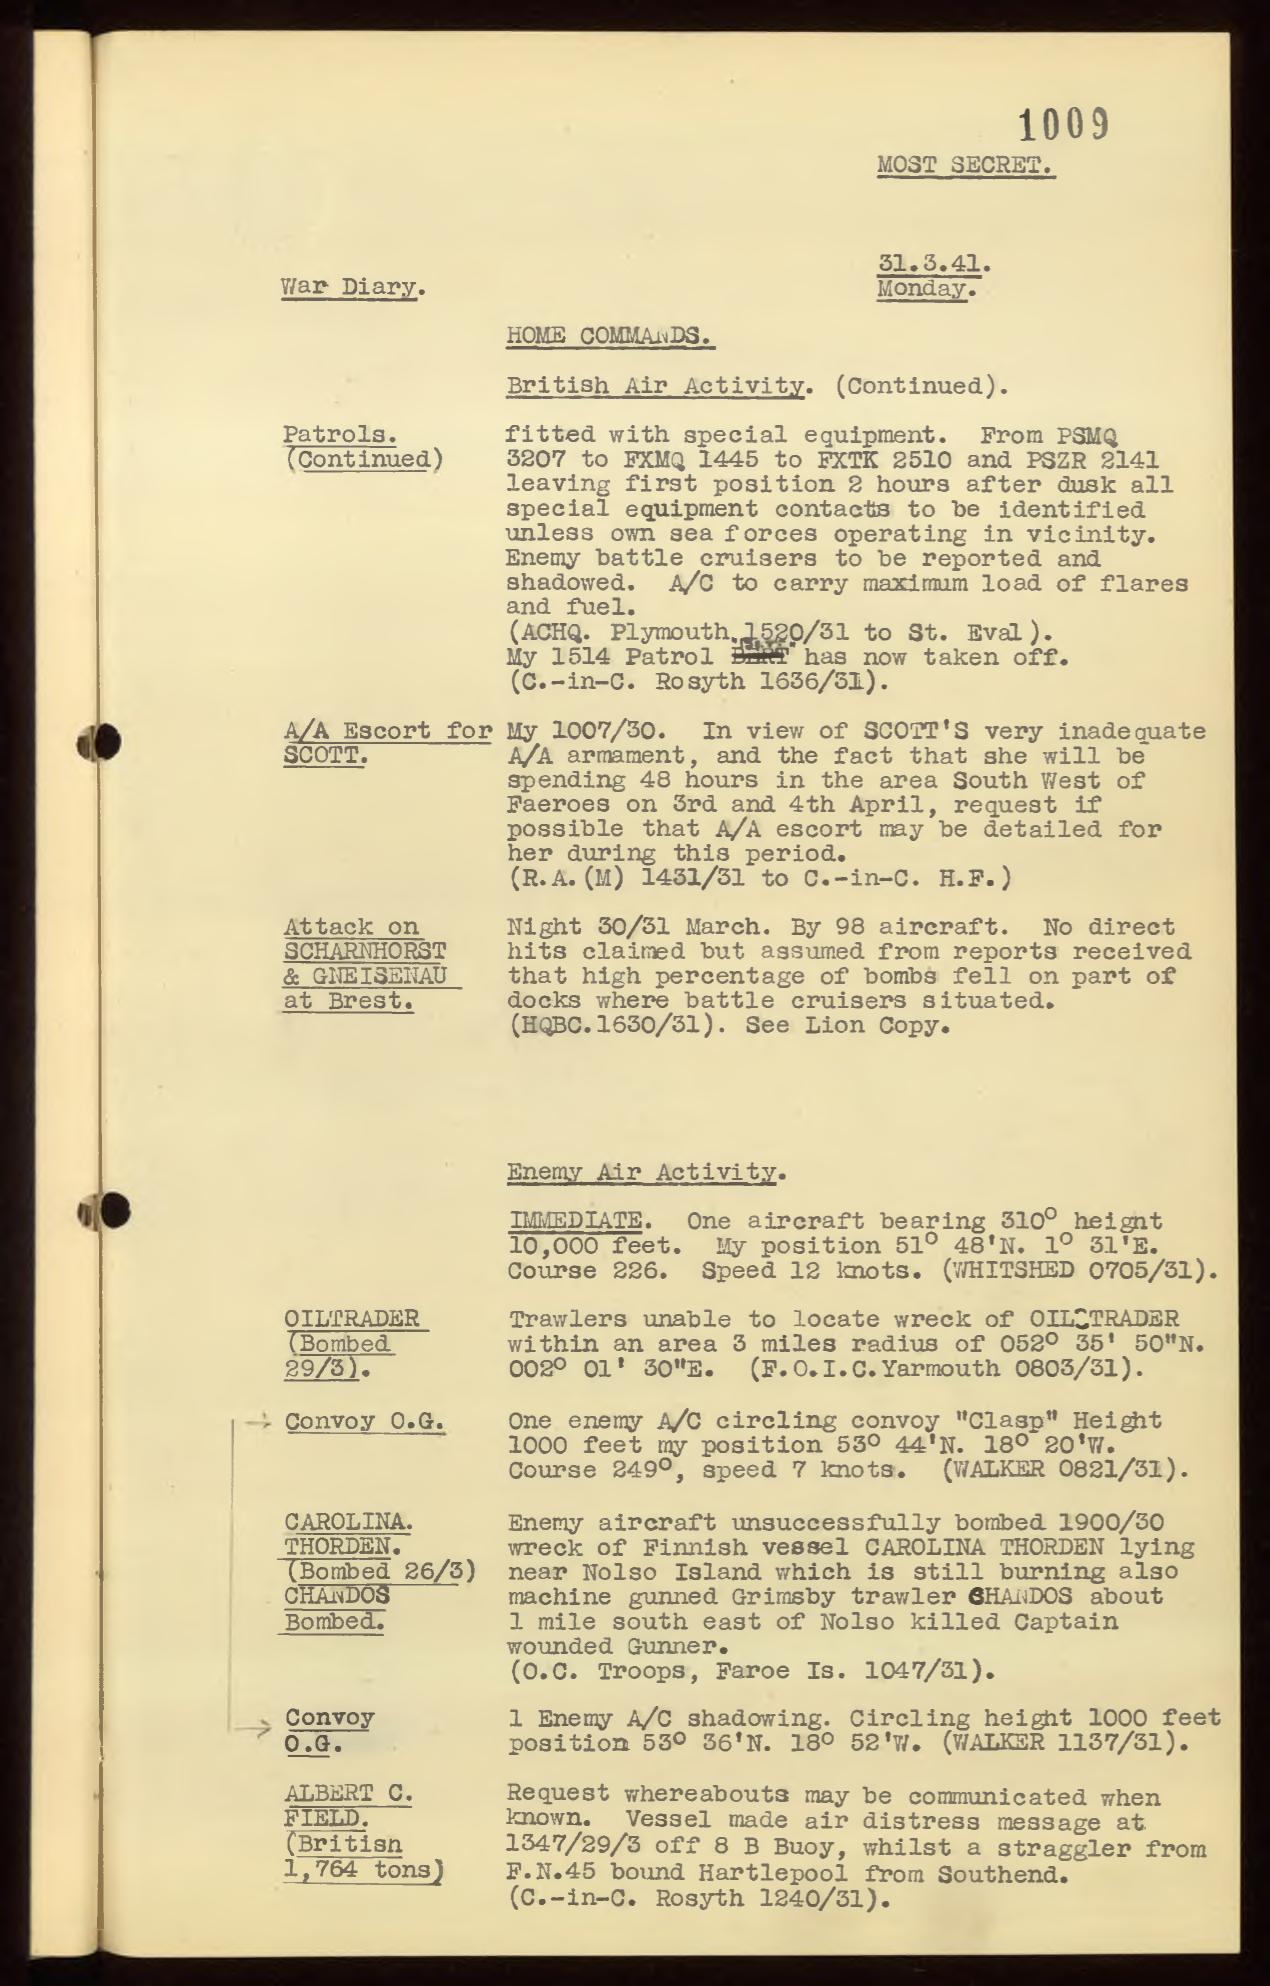 1009
MOST SECRET.
31.3.41.
War Diary.
Monday.
HOME COMMANDS.
British Air Activity. (Continued).
Patrols.
(Continued)
fitted with special equipment. From PSMQ
3207 to FXMQ 1445 to FXTK 2510 and PSZR 2141
leaving first position 2 hours after dusk all
special equipment contacts to be identified
unless own sea forces operating in vicinity.
Enemy battle cruisers to be reported and
shadowed. A/C to carry maximum load of flares
and fuel.
(ACHQ. Plymouth. 1520/31 to St. Eval).
My 1514 Patrol has now taken off.
(C.-in-C. Rosyth 1636/31).
A/A Escort for
SCOTT.
My 1007/30. In view of SCOTT'S very inadequate
A/A armament, and the fact that she will be
spending 48 hours in the area South West of
Faeroes on 3rd and 4th April, request if
possible that A/A escort may be detailed for
her during this period.
(R.A.(M) 1431/31 to C.-in-C. H.F.)
Attack on
SCHARNHORST
& GNEISENAU
at Brest.
Night 30/31 March. By 98 aircraft. No direct
hits claimed but assumed from reports received
that high percentage of bombs fell on part of
docks where battle cruisers situated.
(HQBC.1630/31). See Lion Copy.
Enemy Air Activity.
IMMEDIATE. One aircraft bearing 310° height
10,000 feet. My position 51° 48'N. 1° 31'E.
Course 226. Speed 12 knots. (WHITSHED 0705/31).
OILTRADER
(Bombed
29/3).
Trawlers unable to locate wreck of OILTRADER
within an area 3 miles radius of 052° 35' 50"N.
002° 01' 30"E. (F.O.I.C.Yarmouth 0803/31).
Convoy O.G.
One enemy A/C circling convoy "Clasp" Height
1000 feet my position 53° 44'N. 18° 20'W.
Course 249°, speed 7 knots. (WALKER 0821/31).
CAROLINA.
THORDEN.
(Bombed 26/3)
CHANDOS
Bombed.
Enemy aircraft unsuccessfully bombed 1900/30
wreck of Finnish vessel CAROLINA THORDEN lying
near Nolso Island which is still burning also
machine gunned Grimsby trawler CHANDOS about
1 mile south east of Nolso killed Captain
wounded Gunner.
(O.C. Troops, Faroe Is. 1047/31).
Convoy
O.G.
1 Enemy A/C shadowing. Circling height 1000 feet
position 53° 36'N. 18° 52'W. (WALKER 1137/31).
ALBERT C.
FIELD.
(British
1,764 tons)
Request whereabouts may be communicated when
known. Vessel made air distress message at
1347/29/3 off 8 B Buoy, whilst a straggler from
F.N.45 bound Hartlepool from Southend.
(C.-in-C. Rosyth 1240/31).